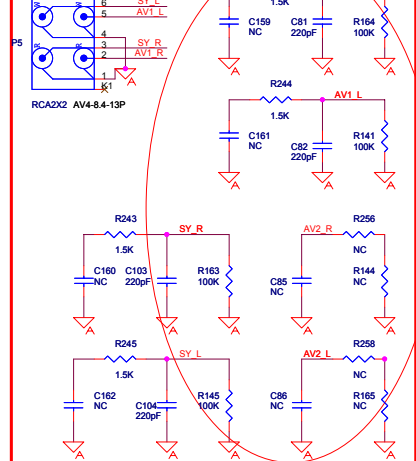 6 SY_L
5 AV1_L
4
3 SY_R
2 AV1_R
1
K1
P5
W R
W R
RCA2X2 AV4-8.4-13P
1.5K
C159 NC
C81 220pF
R164 100K
A A A A
R244
1.5K
AV1_L
C161 NC
C82 220pF
R141 100K
A A A
R243
1.5K
SY_R
C160 NC
C103 220pF
R163 100K
A A A
AV2_R
R256
NC
C85 NC
R144 NC
A A
R245
1.5K
SY_L
C162 NC
C104 220pF
R145 100K
A A A
AV2_L
R258
NC
C86 NC
R165 NC
A A